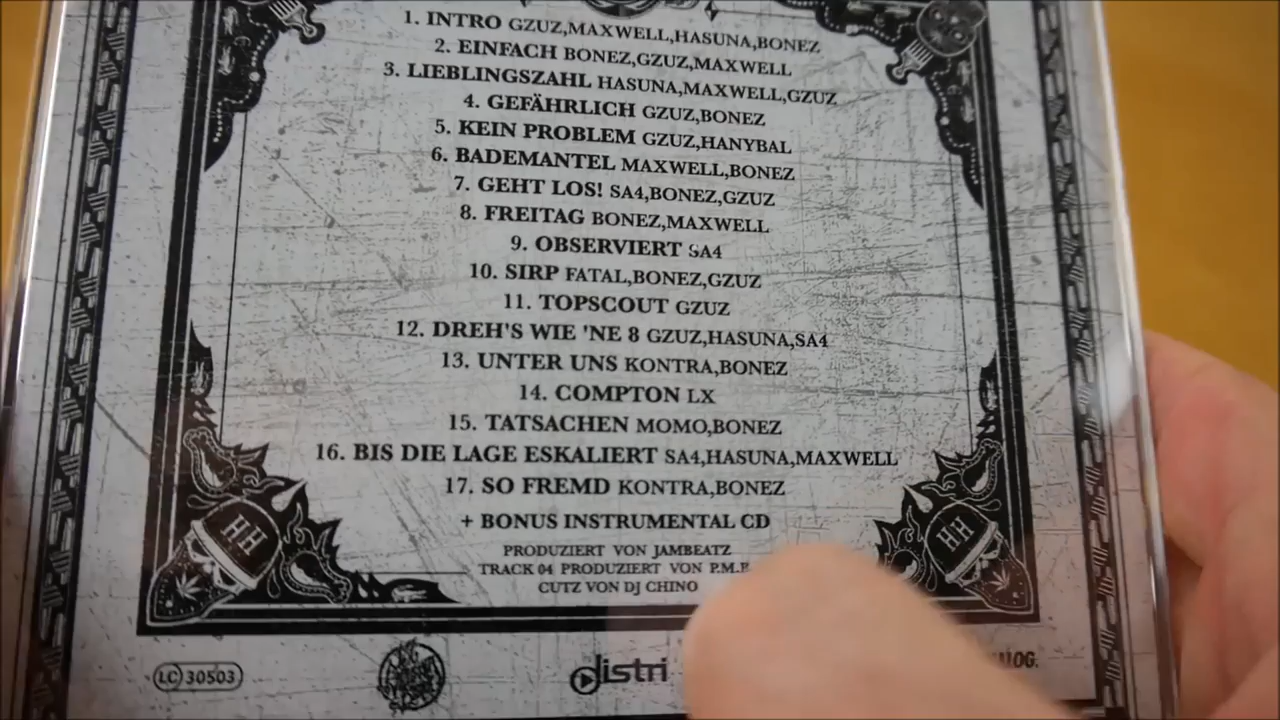 1. INTRO GZUZ,MAXWELL,HASUNA,BONEZ
2. EINFACH BONEZ,GZUZ,MAXWELL
3. LIEBLINGSZAHL HASUNA,MAXWELL,GZUZ
4. GEFÄHRLICH GZUZ,BONEZ
5. KEIN PROBLEM GZUZ,HANYBAL
6. BADEMANTEL MAXWELL,BONEZ
7. GEHT LOS! SA4,BONEZ,GZUZ
8. FREITAG BONEZ,MAXWELL
9. OBSERVIERT SA4
10. SIRP FATAL,BONEZ,GZUZ
11. TOPSCOUT GZUZ
12. DREH'S WIE 'NE 8 GZUZ,HASUNA,SA4
13. UNTER UNS KONTRA,BONEZ
14. COMPTON LX
15. TATSACHEN MOMO,BONEZ
16. BIS DIE LAGE ESKALIERT SA4,HASUNA,MAXWELL
17. SO FREMD KONTRA,BONEZ
+ BONUS INSTRUMENTAL CD
PRODUZIERT VON JAMBEATZ
TRACK 04 PRODUZIERT VON P.M.
CUTZ VON DJ CHINO
HH
HH
LC 30503
distri